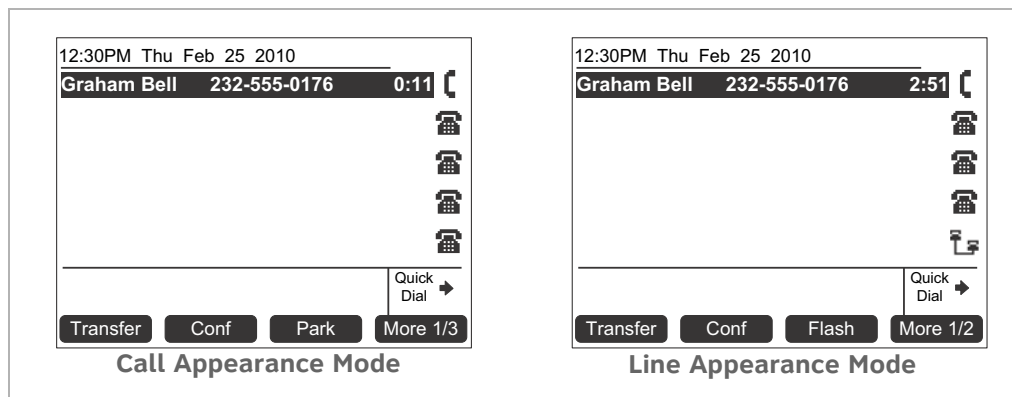 12:30PM Thu Feb 25 2010
Graham Bell 232-555-0176 0:11
Quick
Dial
Transfer Conf Park More 1/3
Call Appearance Mode
12:30PM Thu Feb 25 2010
Graham Bell 232-555-0176 2:51
Quick
Dial
Transfer Conf Flash More 1/2
Line Appearance Mode